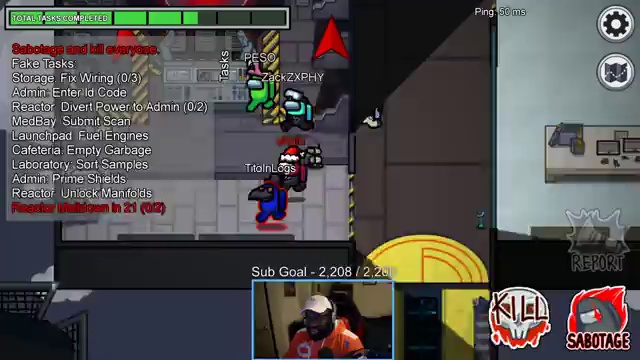 TOTAL TASKS COMPLETED
Ping: 50 ms
Sabotage and kill everyone.
Fake Tasks:
Storage: Fix Wiring (0/3)
Admin: Enter Id Code
Reactor: Divert Power to Admin (0/2)
MedBay: Submit Scan
Launchpad: Fuel Engines
Cafeteria: Empty Garbage
Laboratory: Sort Samples
Admin: Prime Shields
Reactor: Unlock Manifolds
Reactor Meltdown in 21 (0/2)
Tasks
PESO
ZackZXPHY
TitoInLogs
REPORT
Sub Goal - 2,208 / 2,20
KILL
SABOTAGE